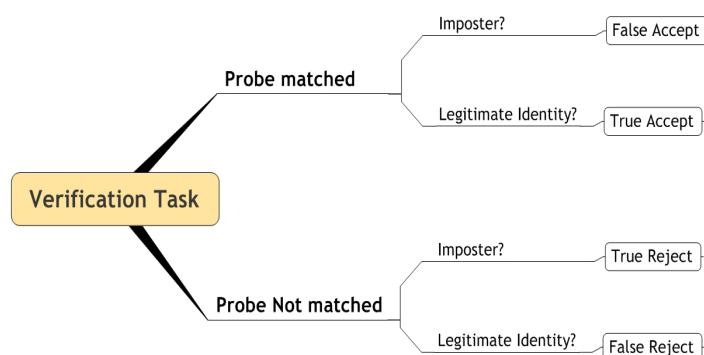 Imposter?
False Accept
Probe matched
Legitimate Identity?
True Accept
Verification Task
Imposter?
True Reject
Probe Not matched
Legitimate Identity?
False Reject